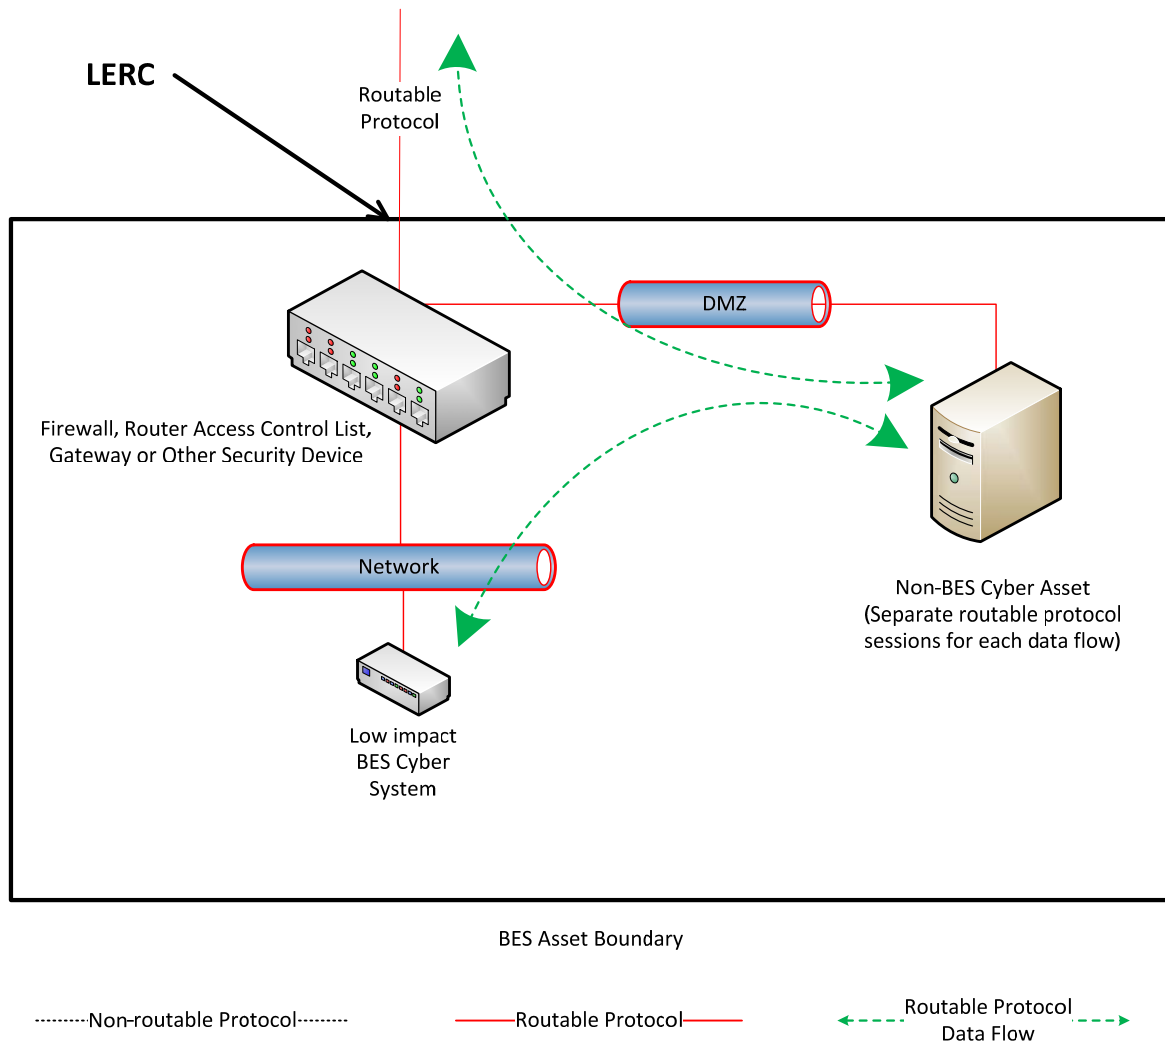 LERC
Routable
Protocol
DMZ
Firewall, Router Access Control List,
Gateway or Other Security Device
Network
Non-BES Cyber Asset
(Separate routable protocol
sessions for each data flow)
Low impact
BES Cyber
System
BES Asset Boundary
Non-routable Protocol
Routable Protocol
Routable Protocol
Data Flow